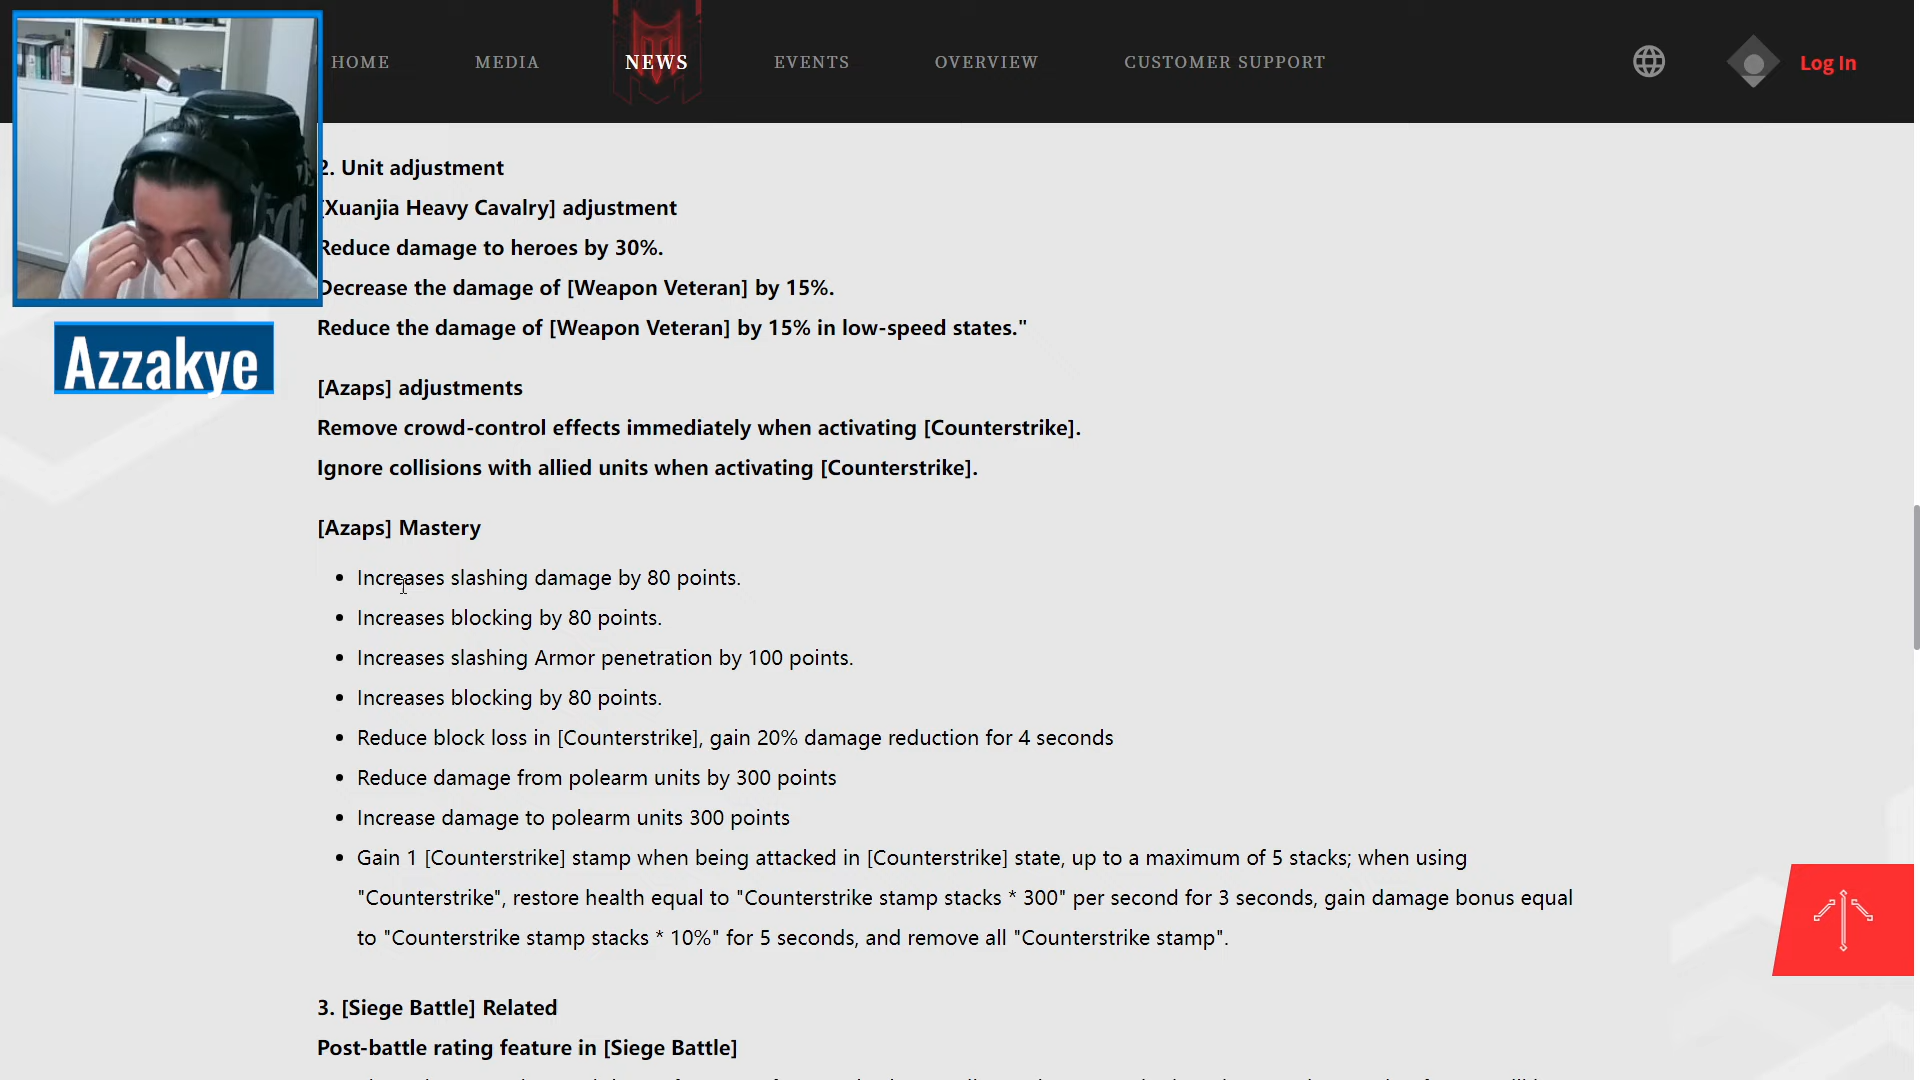 HOME
MEDIA
NEWS
EVENTS
OVERVIEW
CUSTOMER SUPPORT
Log In
2. Unit adjustment
[Xuanjia Heavy Cavalry] adjustment
Reduce damage to heroes by 30%.
Decrease the damage of [Weapon Veteran] by 15%.
Reduce the damage of [Weapon Veteran] by 15% in low-speed states."
Azzakye
[Azaps] adjustments
Remove crowd-control effects immediately when activating [Counterstrike].
Ignore collisions with allied units when activating [Counterstrike].
[Azaps] Mastery
• Increases slashing damage by 80 points.
• Increases blocking by 80 points.
• Increases slashing Armor penetration by 100 points.
• Increases blocking by 80 points.
• Reduce block loss in [Counterstrike], gain 20% damage reduction for 4 seconds
• Reduce damage from polearm units by 300 points
• Increase damage to polearm units 300 points
• Gain 1 [Counterstrike] stamp when being attacked in [Counterstrike] state, up to a maximum of 5 stacks; when using
"Counterstrike", restore health equal to "Counterstrike stamp stacks * 300" per second for 3 seconds, gain damage bonus equal
to "Counterstrike stamp stacks * 10%" for 5 seconds, and remove all "Counterstrike stamp".
3. [Siege Battle] Related
Post-battle rating feature in [Siege Battle]